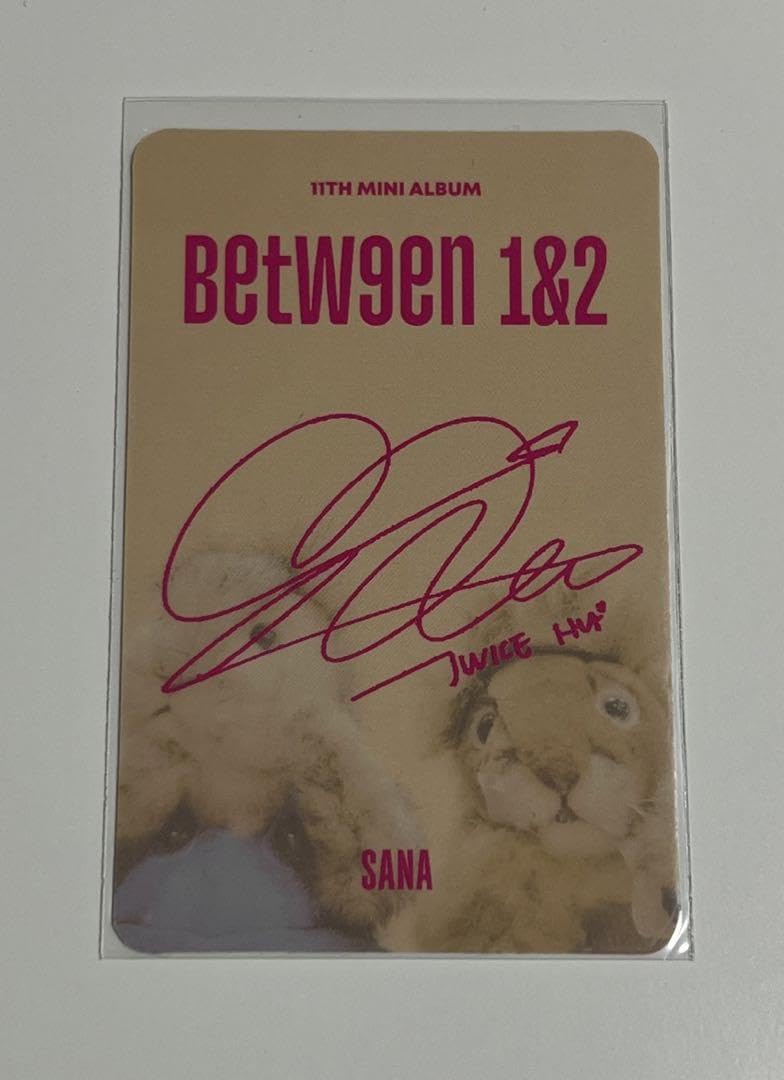 11TH MINI ALBUM
Betw9en 1&2
TWICE
SANA